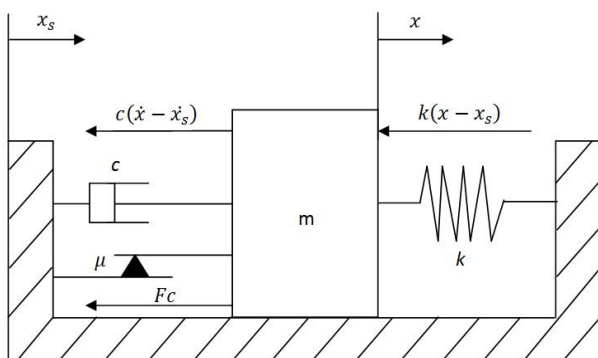 x_s
x
c(ẋ − ẋ_s)
k(x − x_s)
c
m
μ
k
Fc